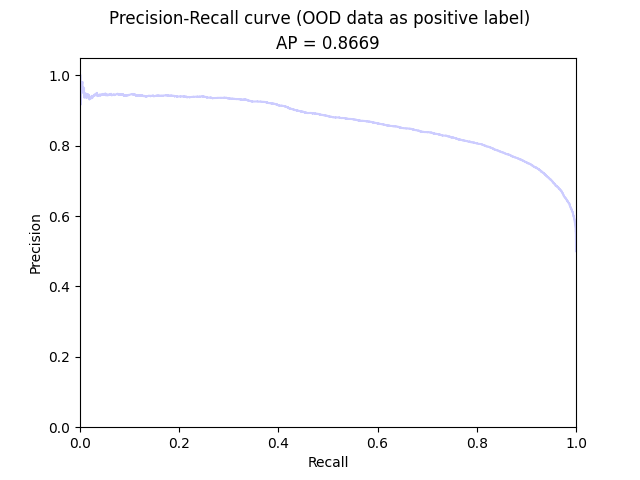 Precision-Recall curve (OOD data as positive label)
AP = 0.8669
1.0
0.8
0.6
0.4
0.2
0.0
Precision
0.0 0.2 0.4 0.6 0.8 1.0
Recall